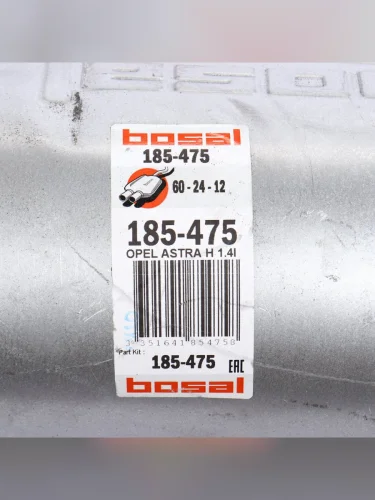 bosal
185-475
60 - 24 - 12
185-475
OPEL ASTRA H 1.4I
3 351641 854758
Part Kit :
185-475
EAC
bosal